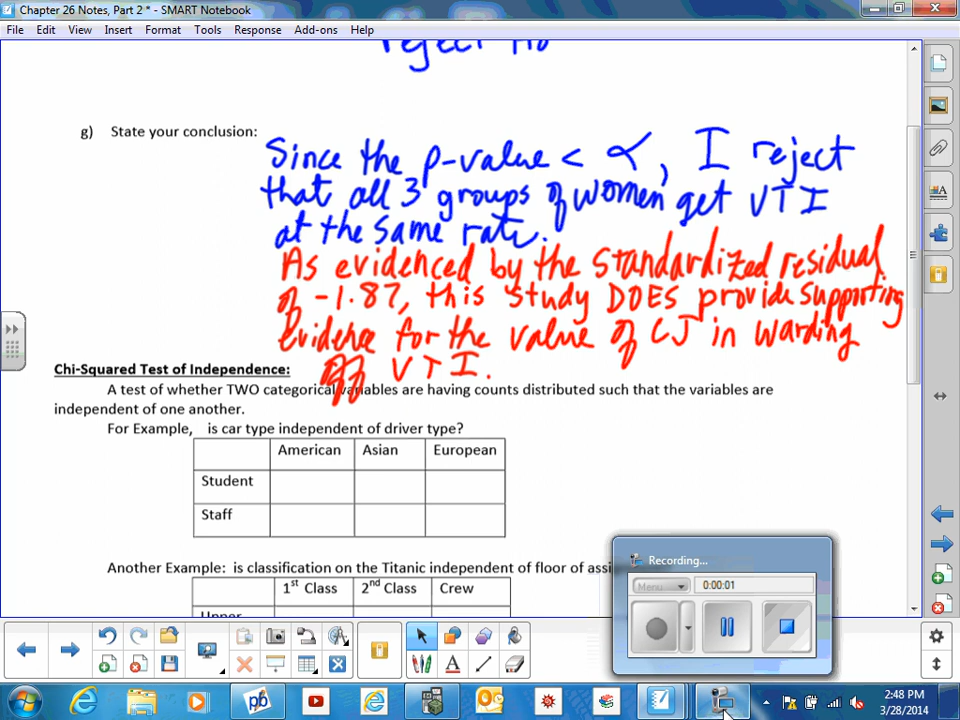 Chapter 26 Notes, Part 2 * - SMART Notebook
File Edit View Insert Format Tools Response Add-ons Help
reject Ho
g) State your conclusion:
Since the p-value < α, I reject
that all 3 groups of women get VTI
at the same rate.
As evidenced by the standardized residual
of -1.87, this study DOES provide supporting
evidence for the value of CJ in warding
off VTI.
Chi-Squared Test of Independence:
A test of whether TWO categorical variables are having counts distributed such that the variables are
independent of one another.
For Example, is car type independent of driver type?
American Asian European
Student
Staff
Another Example: is classification on the Titanic independent of floor of assi
1st Class 2nd Class Crew
Upper
Recording...
Menu 0:00:01
2:48 PM
3/28/2014